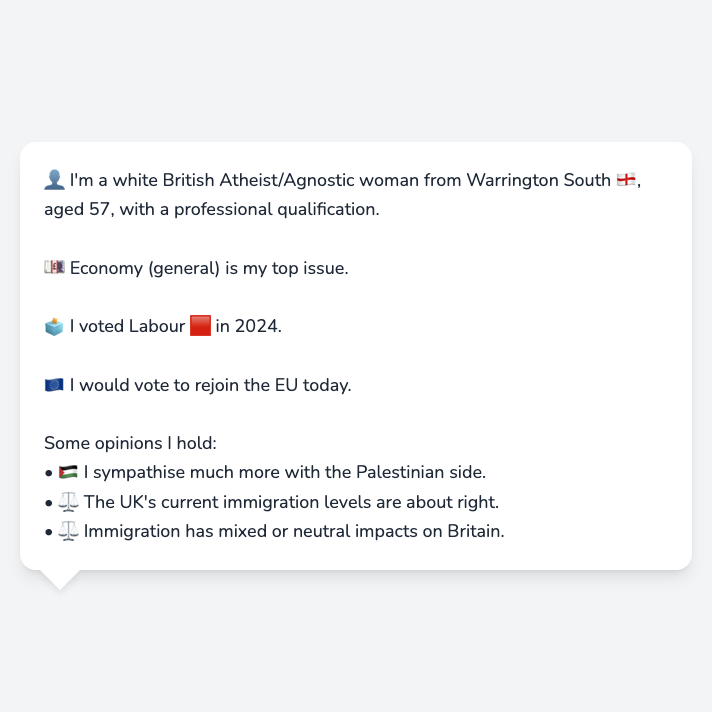 👤 I'm a white British Atheist/Agnostic woman from Warrington South 🏴󠁧󠁢󠁥󠁮󠁧󠁿,
aged 57, with a professional qualification.
💷 Economy (general) is my top issue.
🗳️ I voted Labour 🟥 in 2024.
🇪🇺 I would vote to rejoin the EU today.
Some opinions I hold:
• 🇵🇸 I sympathise much more with the Palestinian side.
• ⚖️ The UK's current immigration levels are about right.
• ⚖️ Immigration has mixed or neutral impacts on Britain.